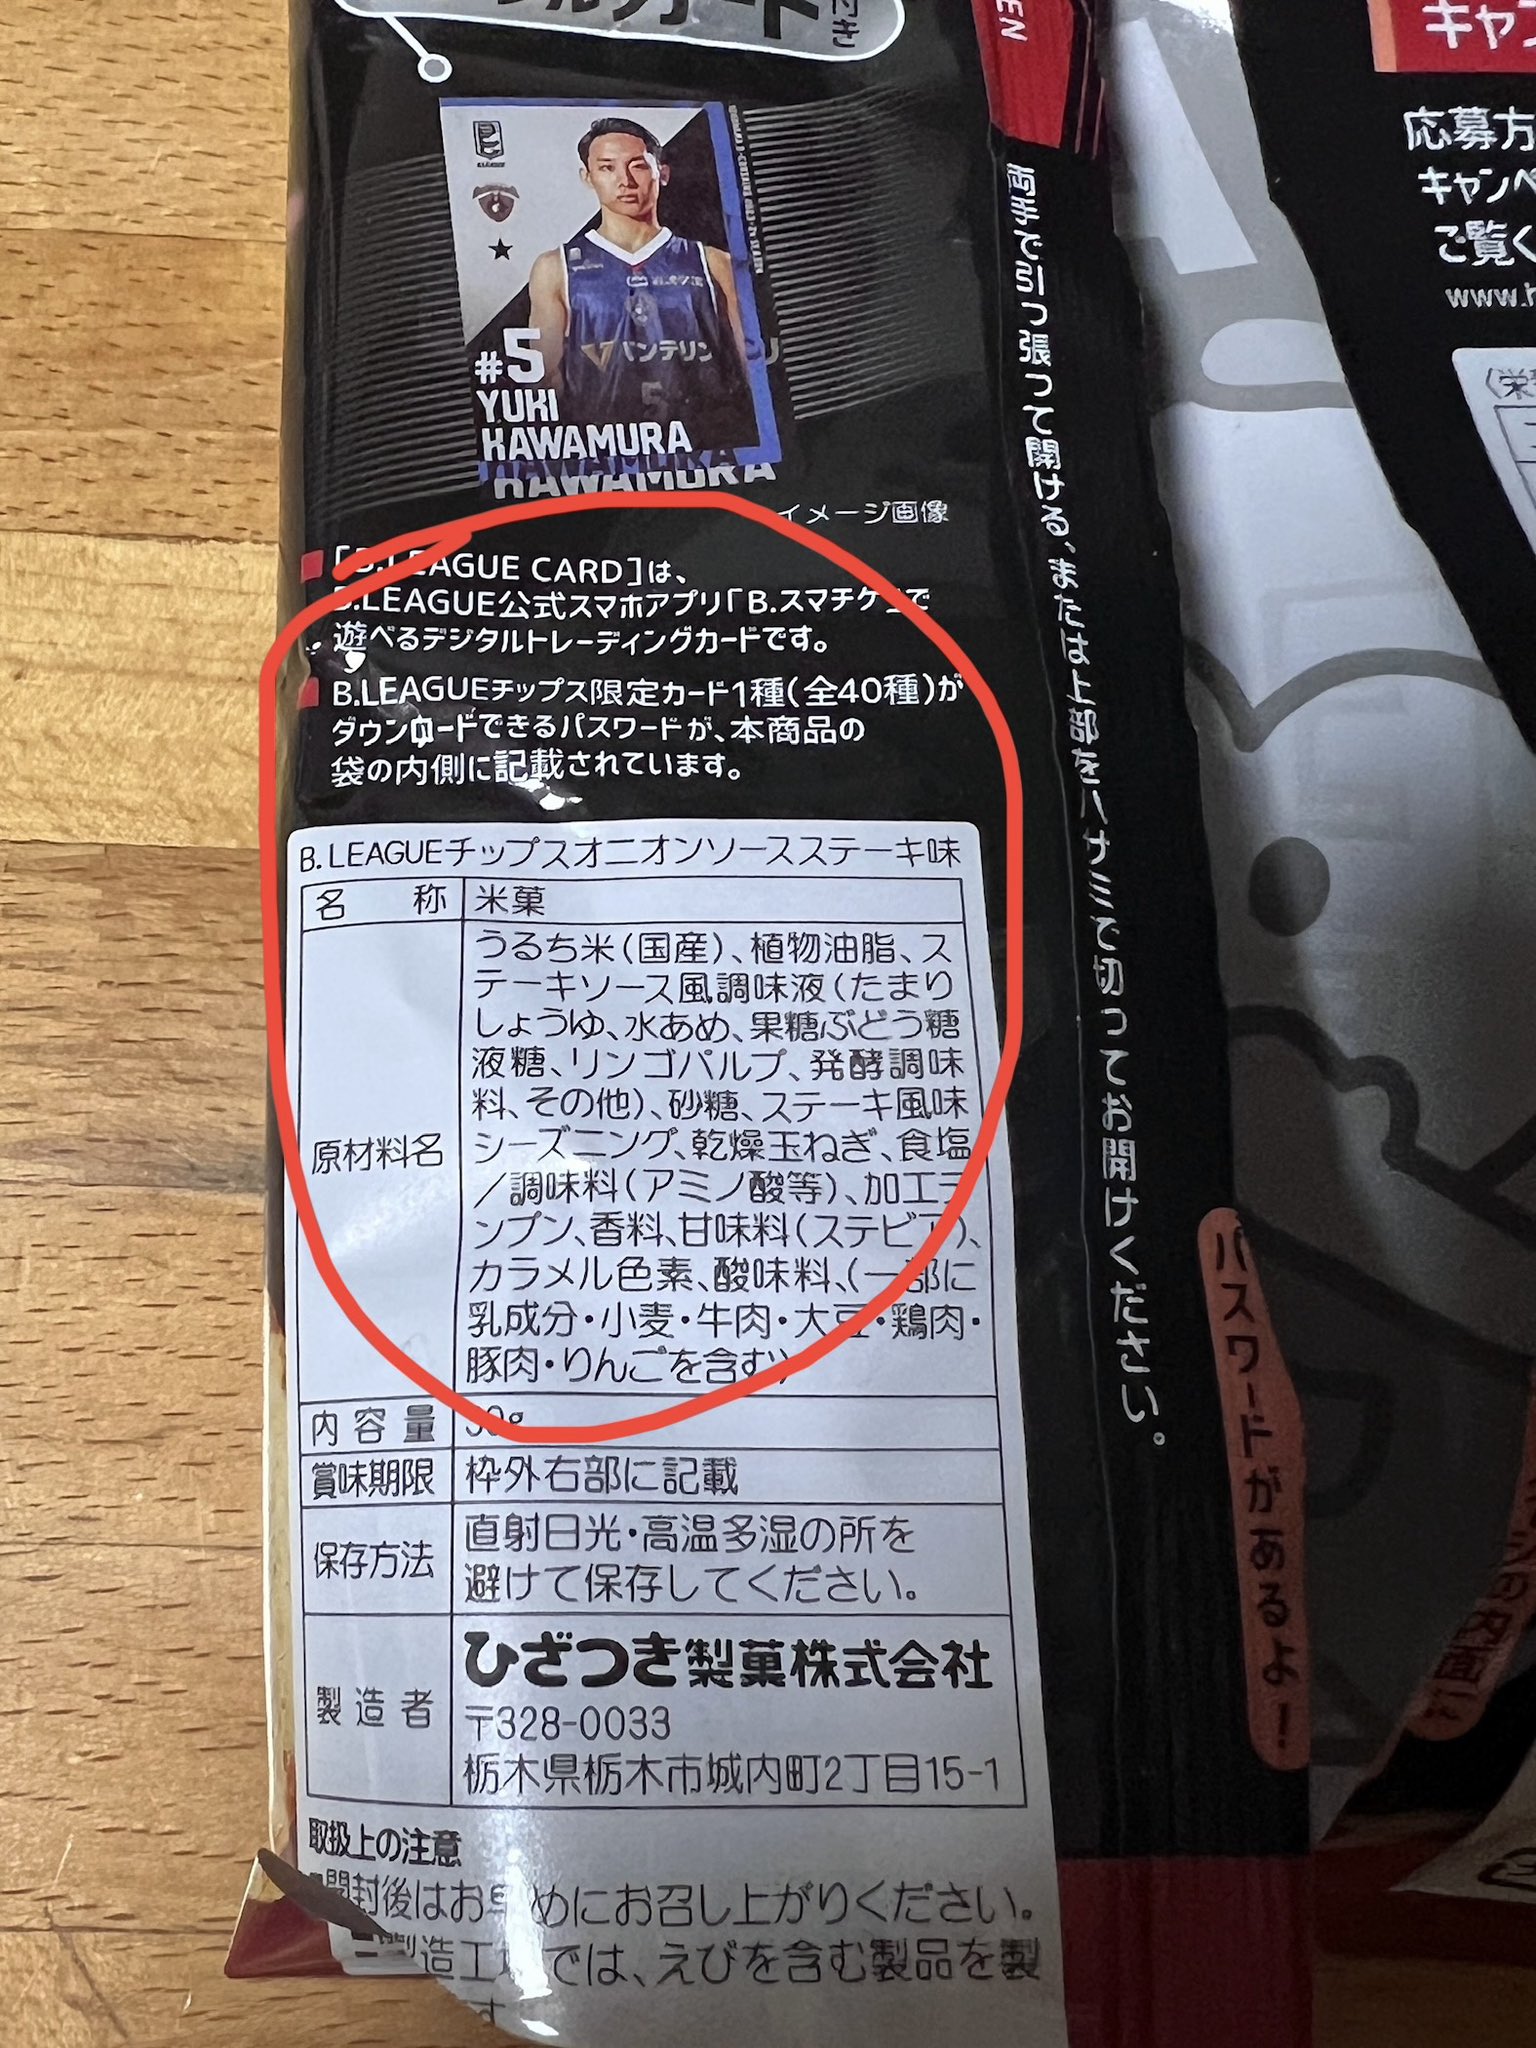 付き
#5
YUKI
KAWAMURA
KAWAMURA
バンテリン
イメージ画像
[B.LEAGUE CARD]は、
B.LEAGUE公式スマホアプリ「B.スマチケ」で
遊べるデジタルトレーディングカードです。
B.LEAGUEチップス限定カード1種(全40種)が
ダウンロードできるパスワードが、本商品の
袋の内側に記載されています。
B.LEAGUEチップスオニオンソースステーキ味
名称 米菓
原材料名
うるち米(国産)、植物油脂、ス
テーキソース風調味液(たまり
しょうゆ、水あめ、果糖ぶどう糖
液糖、リンゴパルプ、発酵調味
料、その他)、砂糖、ステーキ風味
シーズニング、乾燥玉ねぎ、食塩
/調味料(アミノ酸等)、加工デ
ンプン、香料、甘味料(ステビア)、
カラメル色素、酸味料、(一部に
乳成分・小麦・牛肉・大豆・鶏肉・
豚肉・りんごを含む)
内容量
賞味期限 枠外右部に記載
保存方法 直射日光・高温多湿の所を
避けて保存してください。
製造者 ひざつき製菓株式会社
〒328-0033
栃木県栃木市城内町2丁目15-1
取扱上の注意
開封後はお早めにお召し上がりください。
製造工場では、えびを含む製品を製
両手で引っ張って開ける、または上部をハサミで切ってお開けください。
パスワードがあるよ!
キャ
応募方
キャンペ
ご覧く
www.